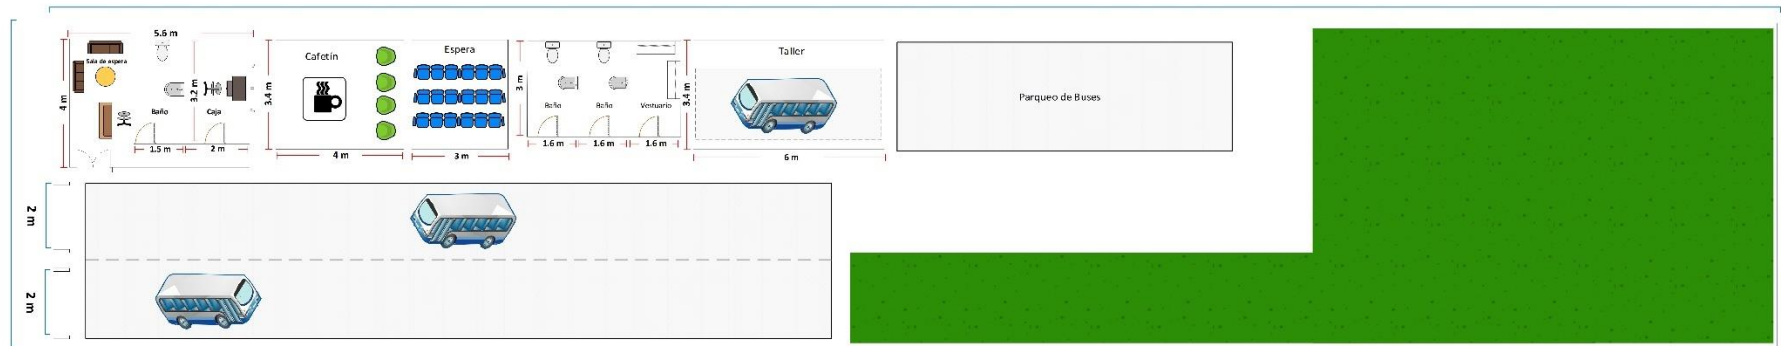 5.6 m
Sala de espera
4 m
Baño
3.2 m
Caja
1.5 m
2 m
Cafetín
3.4 m
4 m
Espera
3 m
3 m
Baño
Baño
Vestuario
1.6 m
1.6 m
1.6 m
Taller
3.4 m
6 m
Parqueo de Buses
2 m
2 m